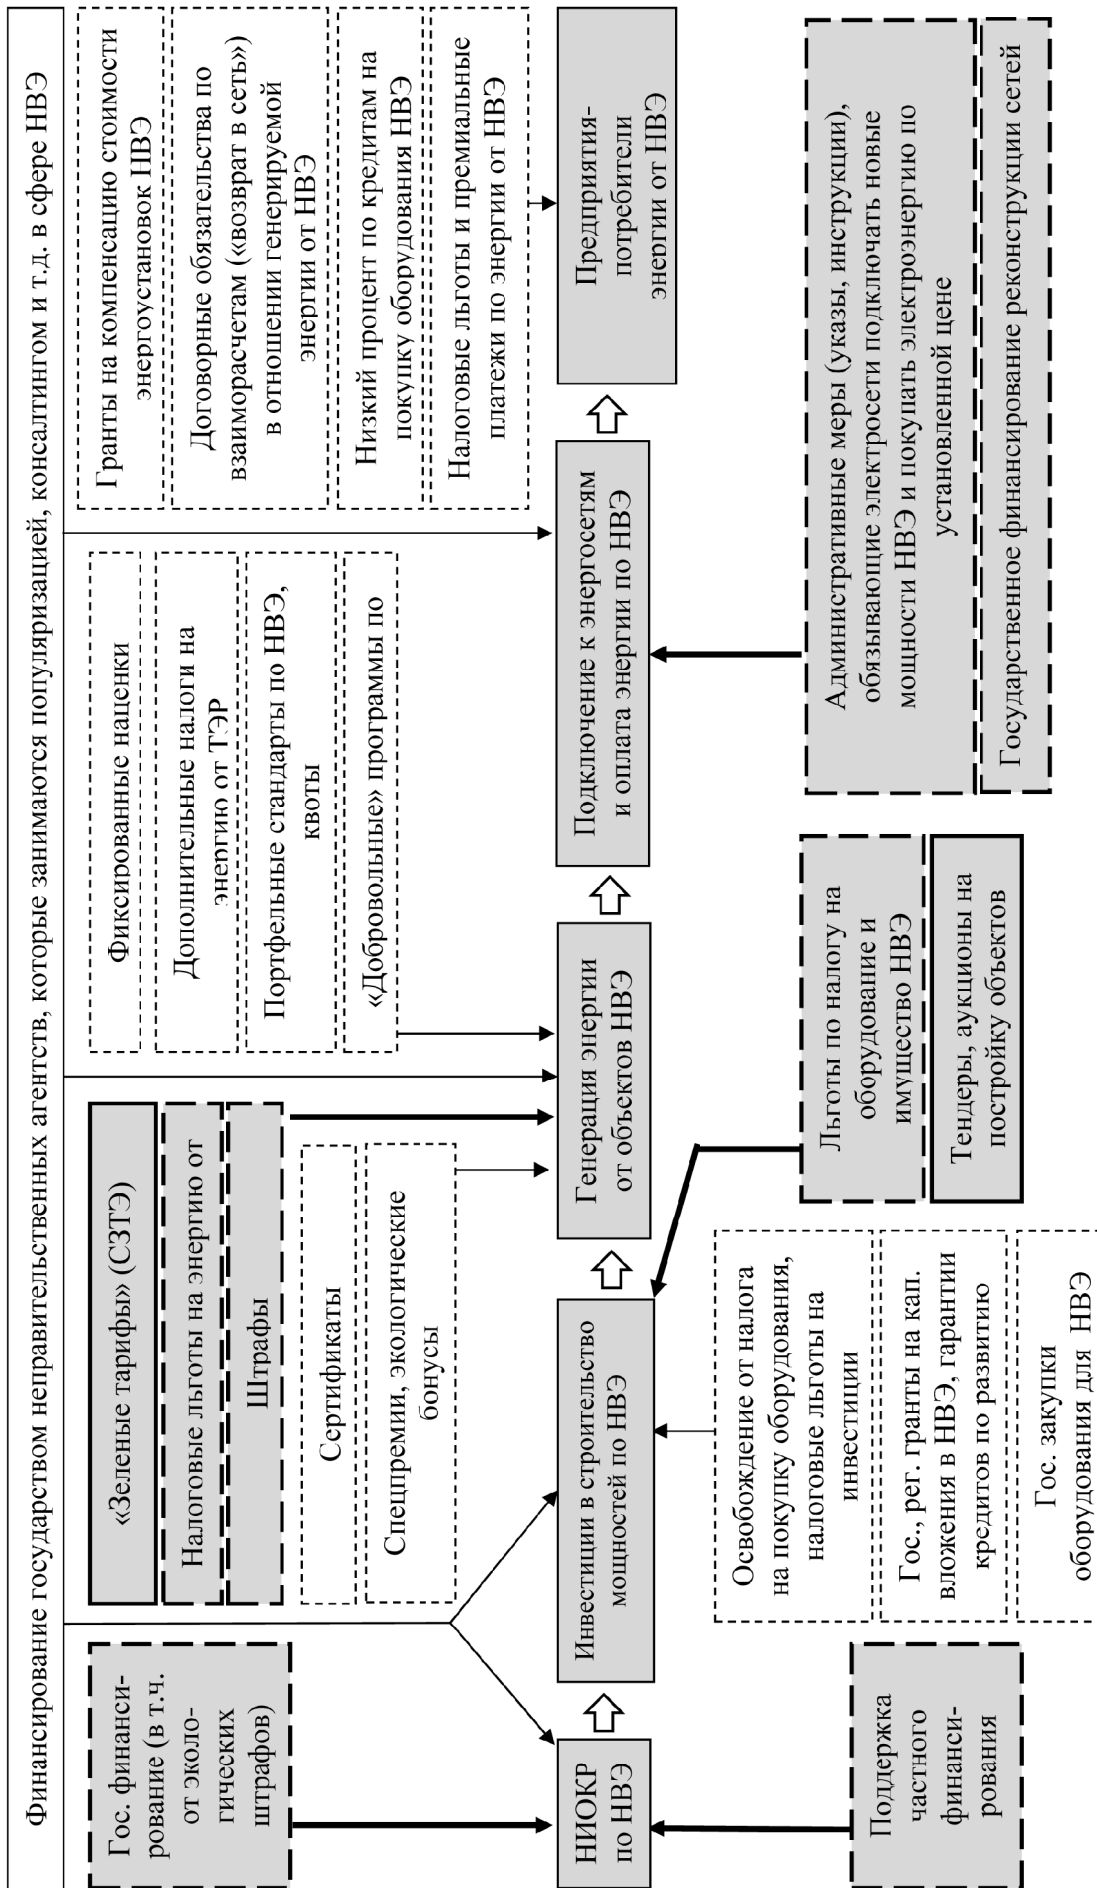 Финансирование государством неправительственных агентств, которые занимаются популяризацией, консалтингом и т.д. в сфере НВЭ
Гос. финанси-
рование (в т.ч.
от эколо-
гических
штрафов)
«Зеленые тарифы» (СЗТЭ)
Налоговые льготы на энергию от
Штрафы
Сертификаты
Спецпремии, экологические
бонусы
Фиксированные наценки
Дополнительные налоги на
энергию от ТЭР
Портфельные стандарты по НВЭ,
квоты
«Добровольные» программы по
Гранты на компенсацию стоимости
энергоустановок НВЭ
Договорные обязательства по
взаиморасчетам («возврат в сеть»)
в отношении генерируемой
энергии от НВЭ
Низкий процент по кредитам на
покупку оборудования НВЭ
Налоговые льготы и премиальные
платежи по энергии от НВЭ
НИОКР
по НВЭ
Инвестиции в строительство
мощностей по НВЭ
Генерация энергии
от объектов НВЭ
Подключение к энергосетям
и оплата энергии по НВЭ
Предприятия-
потребители
энергии от НВЭ
Поддержка
частного
финанси-
рования
Освобождение от налога
на покупку оборудования,
налоговые льготы на
инвестиции
Гос., рег. гранты на кап.
вложения в НВЭ, гарантии
кредитов по развитию
Гос. закупки
оборудования для НВЭ
Льготы по налогу на
оборудование и
имущество НВЭ
Тендеры, аукционы на
постройку объектов
Административные меры (указы, инструкции),
обязывающие электросети подключать новые
мощности НВЭ и покупать электроэнергию по
установленной цене
Государственное финансирование реконструкции сетей